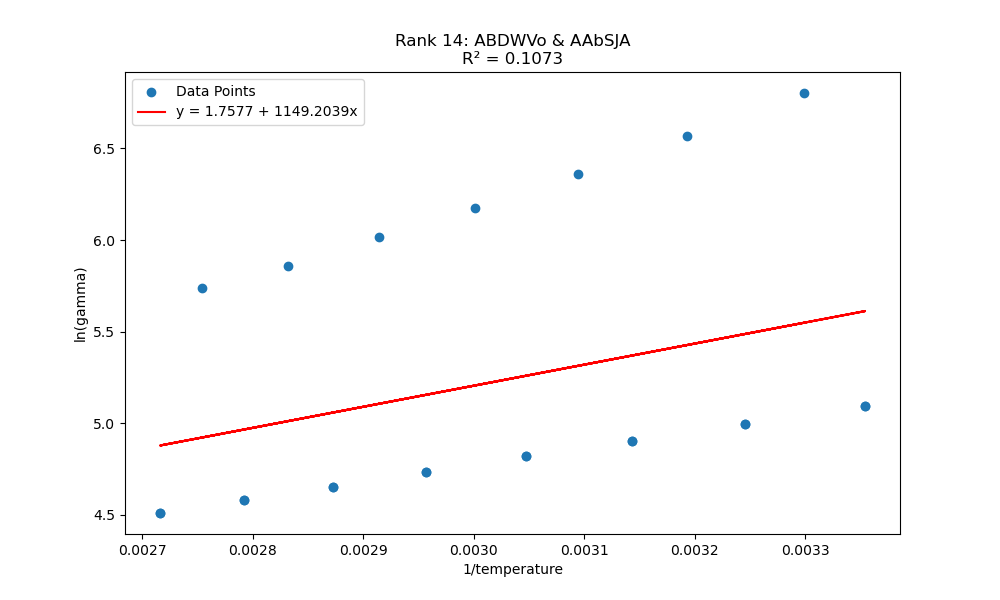 Rank 14: ABDWVo & AAbSJA
R² = 0.1073
Data Points
y = 1.7577 + 1149.2039x
ln(gamma)
6.5
6.0
5.5
5.0
4.5
0.0027 0.0028 0.0029 0.0030 0.0031 0.0032 0.0033
1/temperature